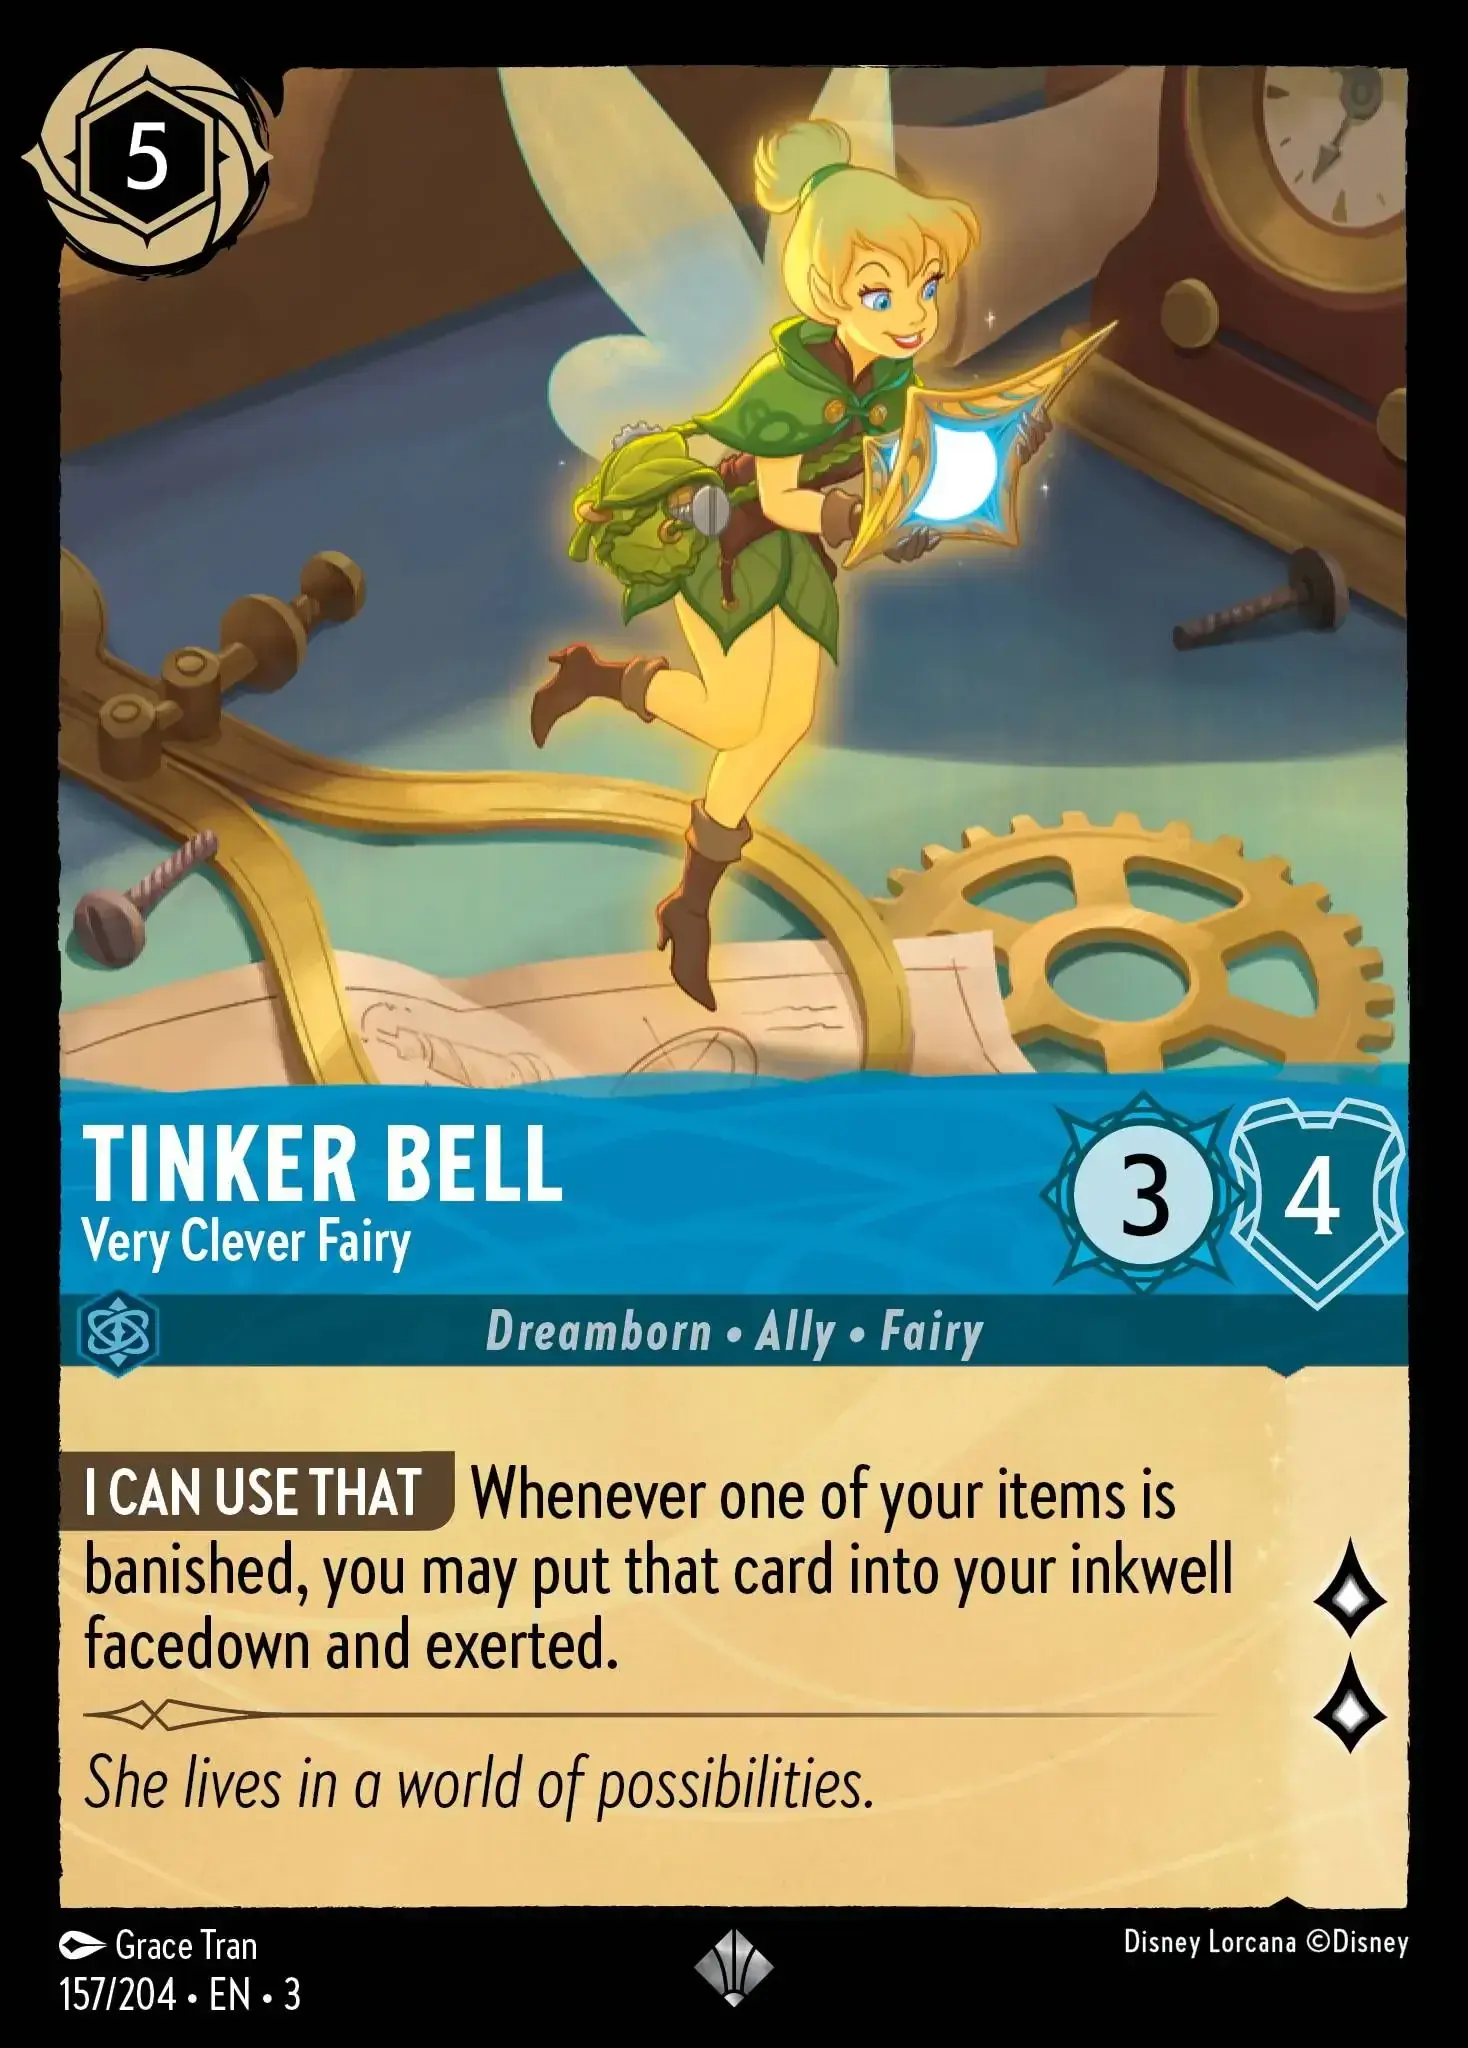 5
TINKER BELL
Very Clever Fairy
3
4
Dreamborn • Ally • Fairy
I CAN USE THAT Whenever one of your items is
banished, you may put that card into your inkwell
facedown and exerted.
She lives in a world of possibilities.
Grace Tran
157/204 • EN • 3
Disney Lorcana ©Disney